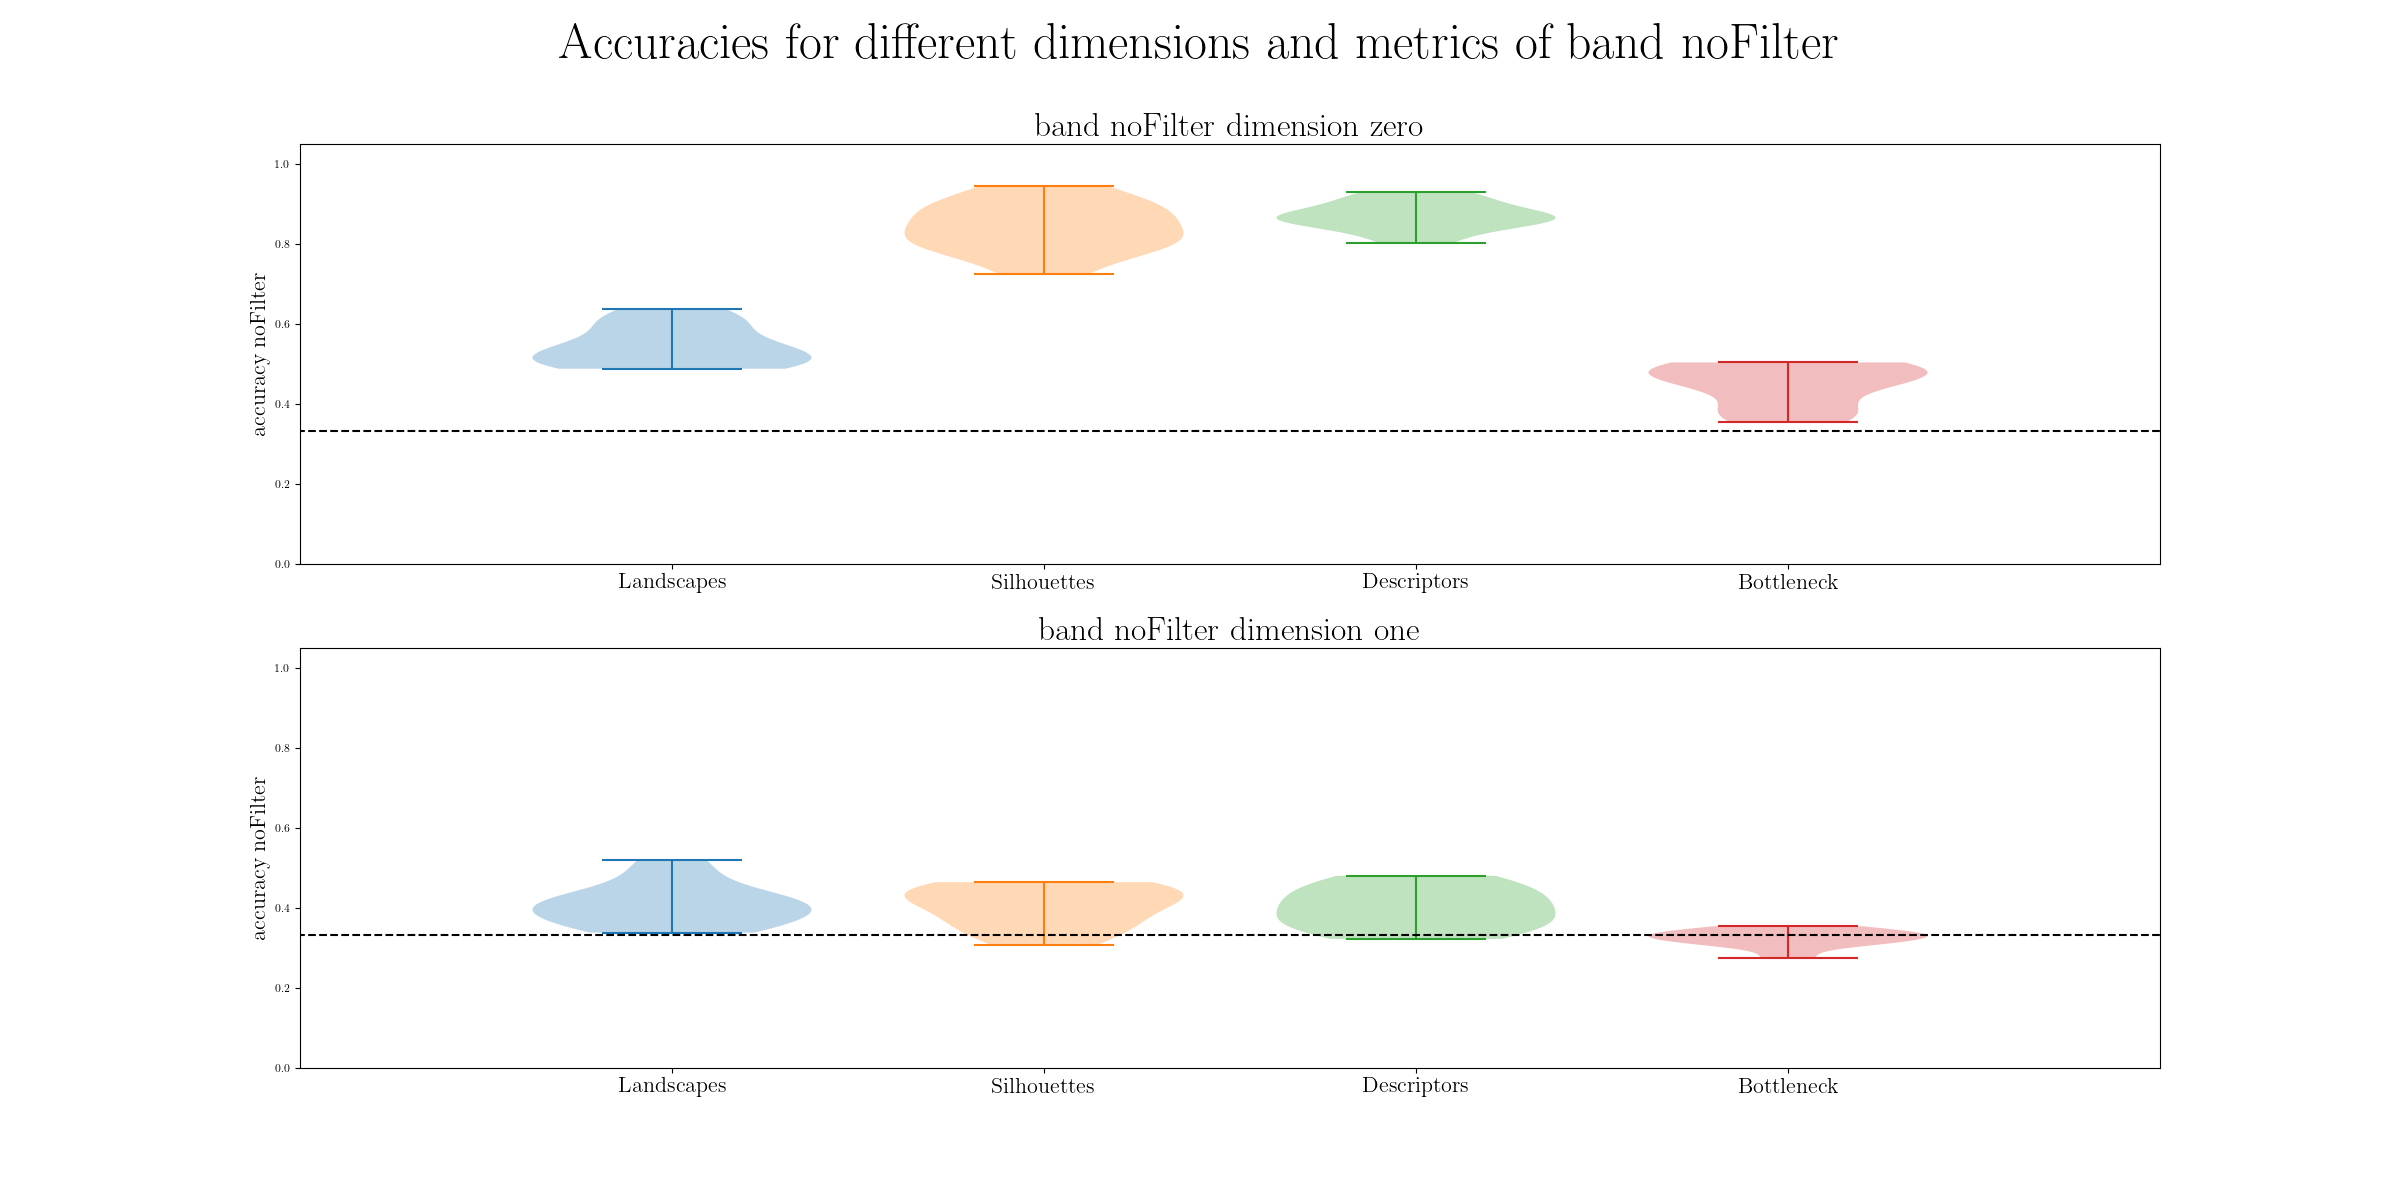 Accuracies for different dimensions and metrics of band noFilter
band noFilter dimension zero
accuracy noFilter
1.0
0.8
0.6
0.4
0.2
0.0
Landscapes Silhouettes Descriptors Bottleneck
band noFilter dimension one
accuracy noFilter
1.0
0.8
0.6
0.4
0.2
0.0
Landscapes Silhouettes Descriptors Bottleneck